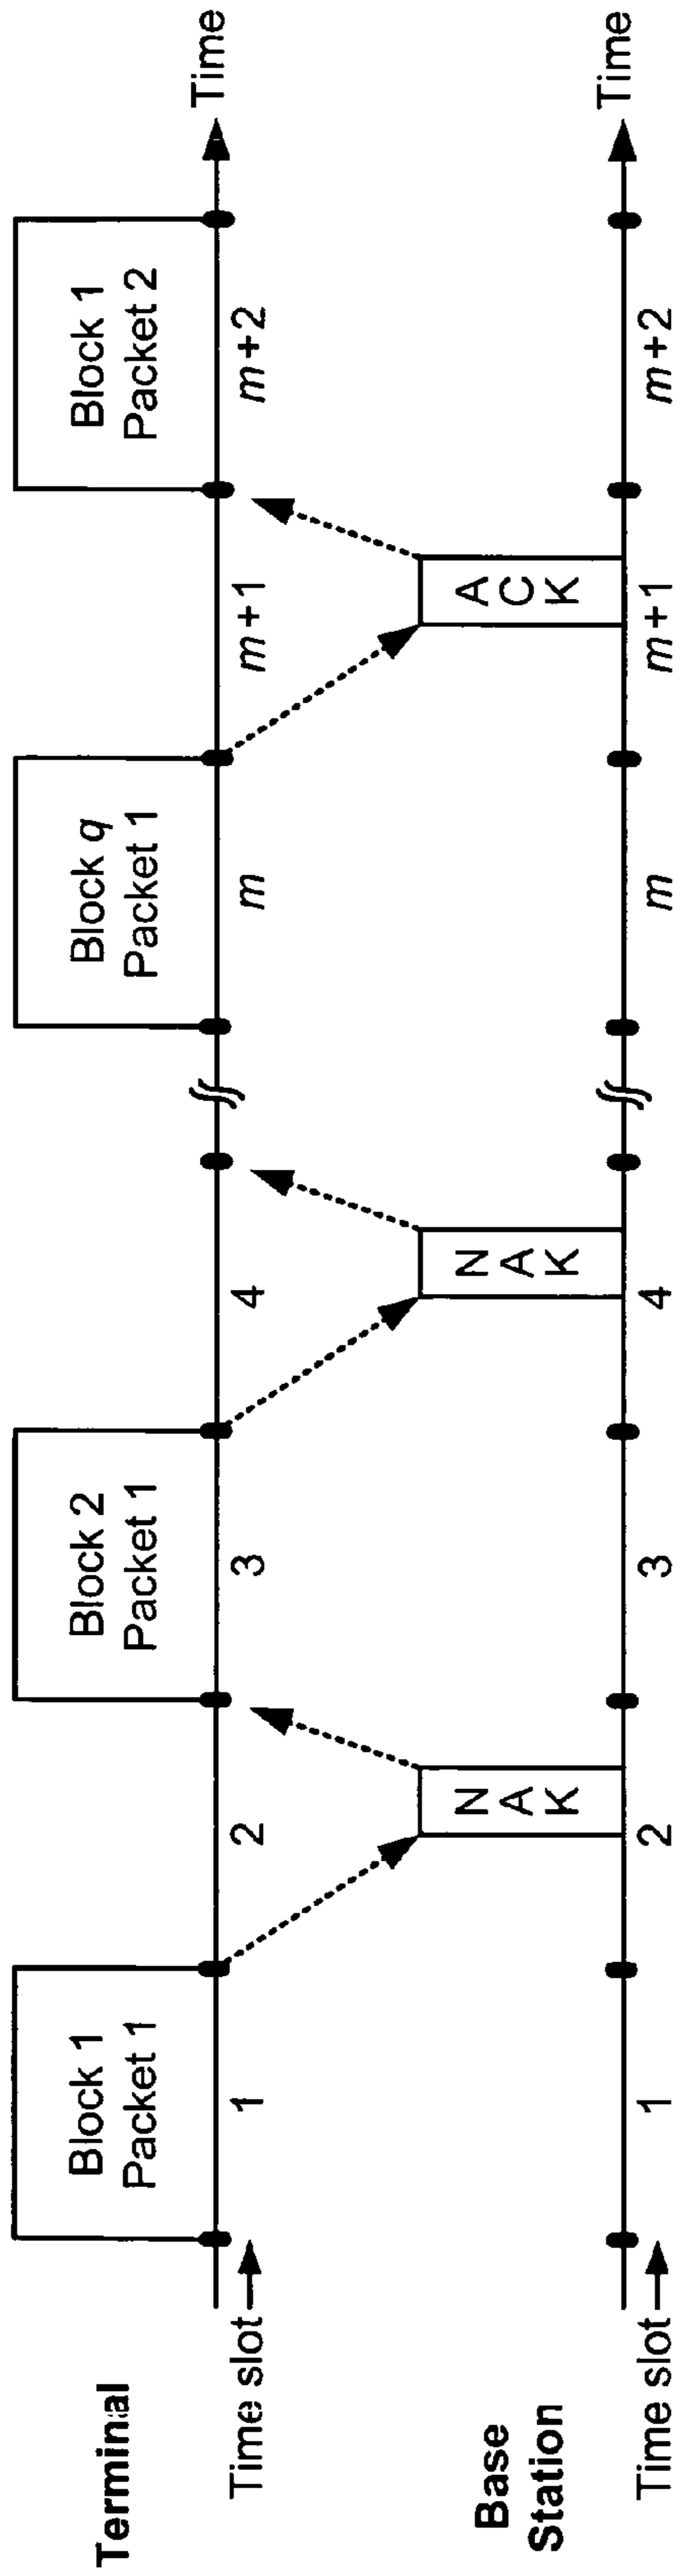 Terminal
Block 1
Packet 1
Block 2
Packet 1
Block q
Packet 1
Block 1
Packet 2
Time
Time slot
1
2
3
4
m
m+1
m+2
Base
Station
NAK
NAK
ACK
Time
Time slot
1
2
3
4
m
m+1
m+2